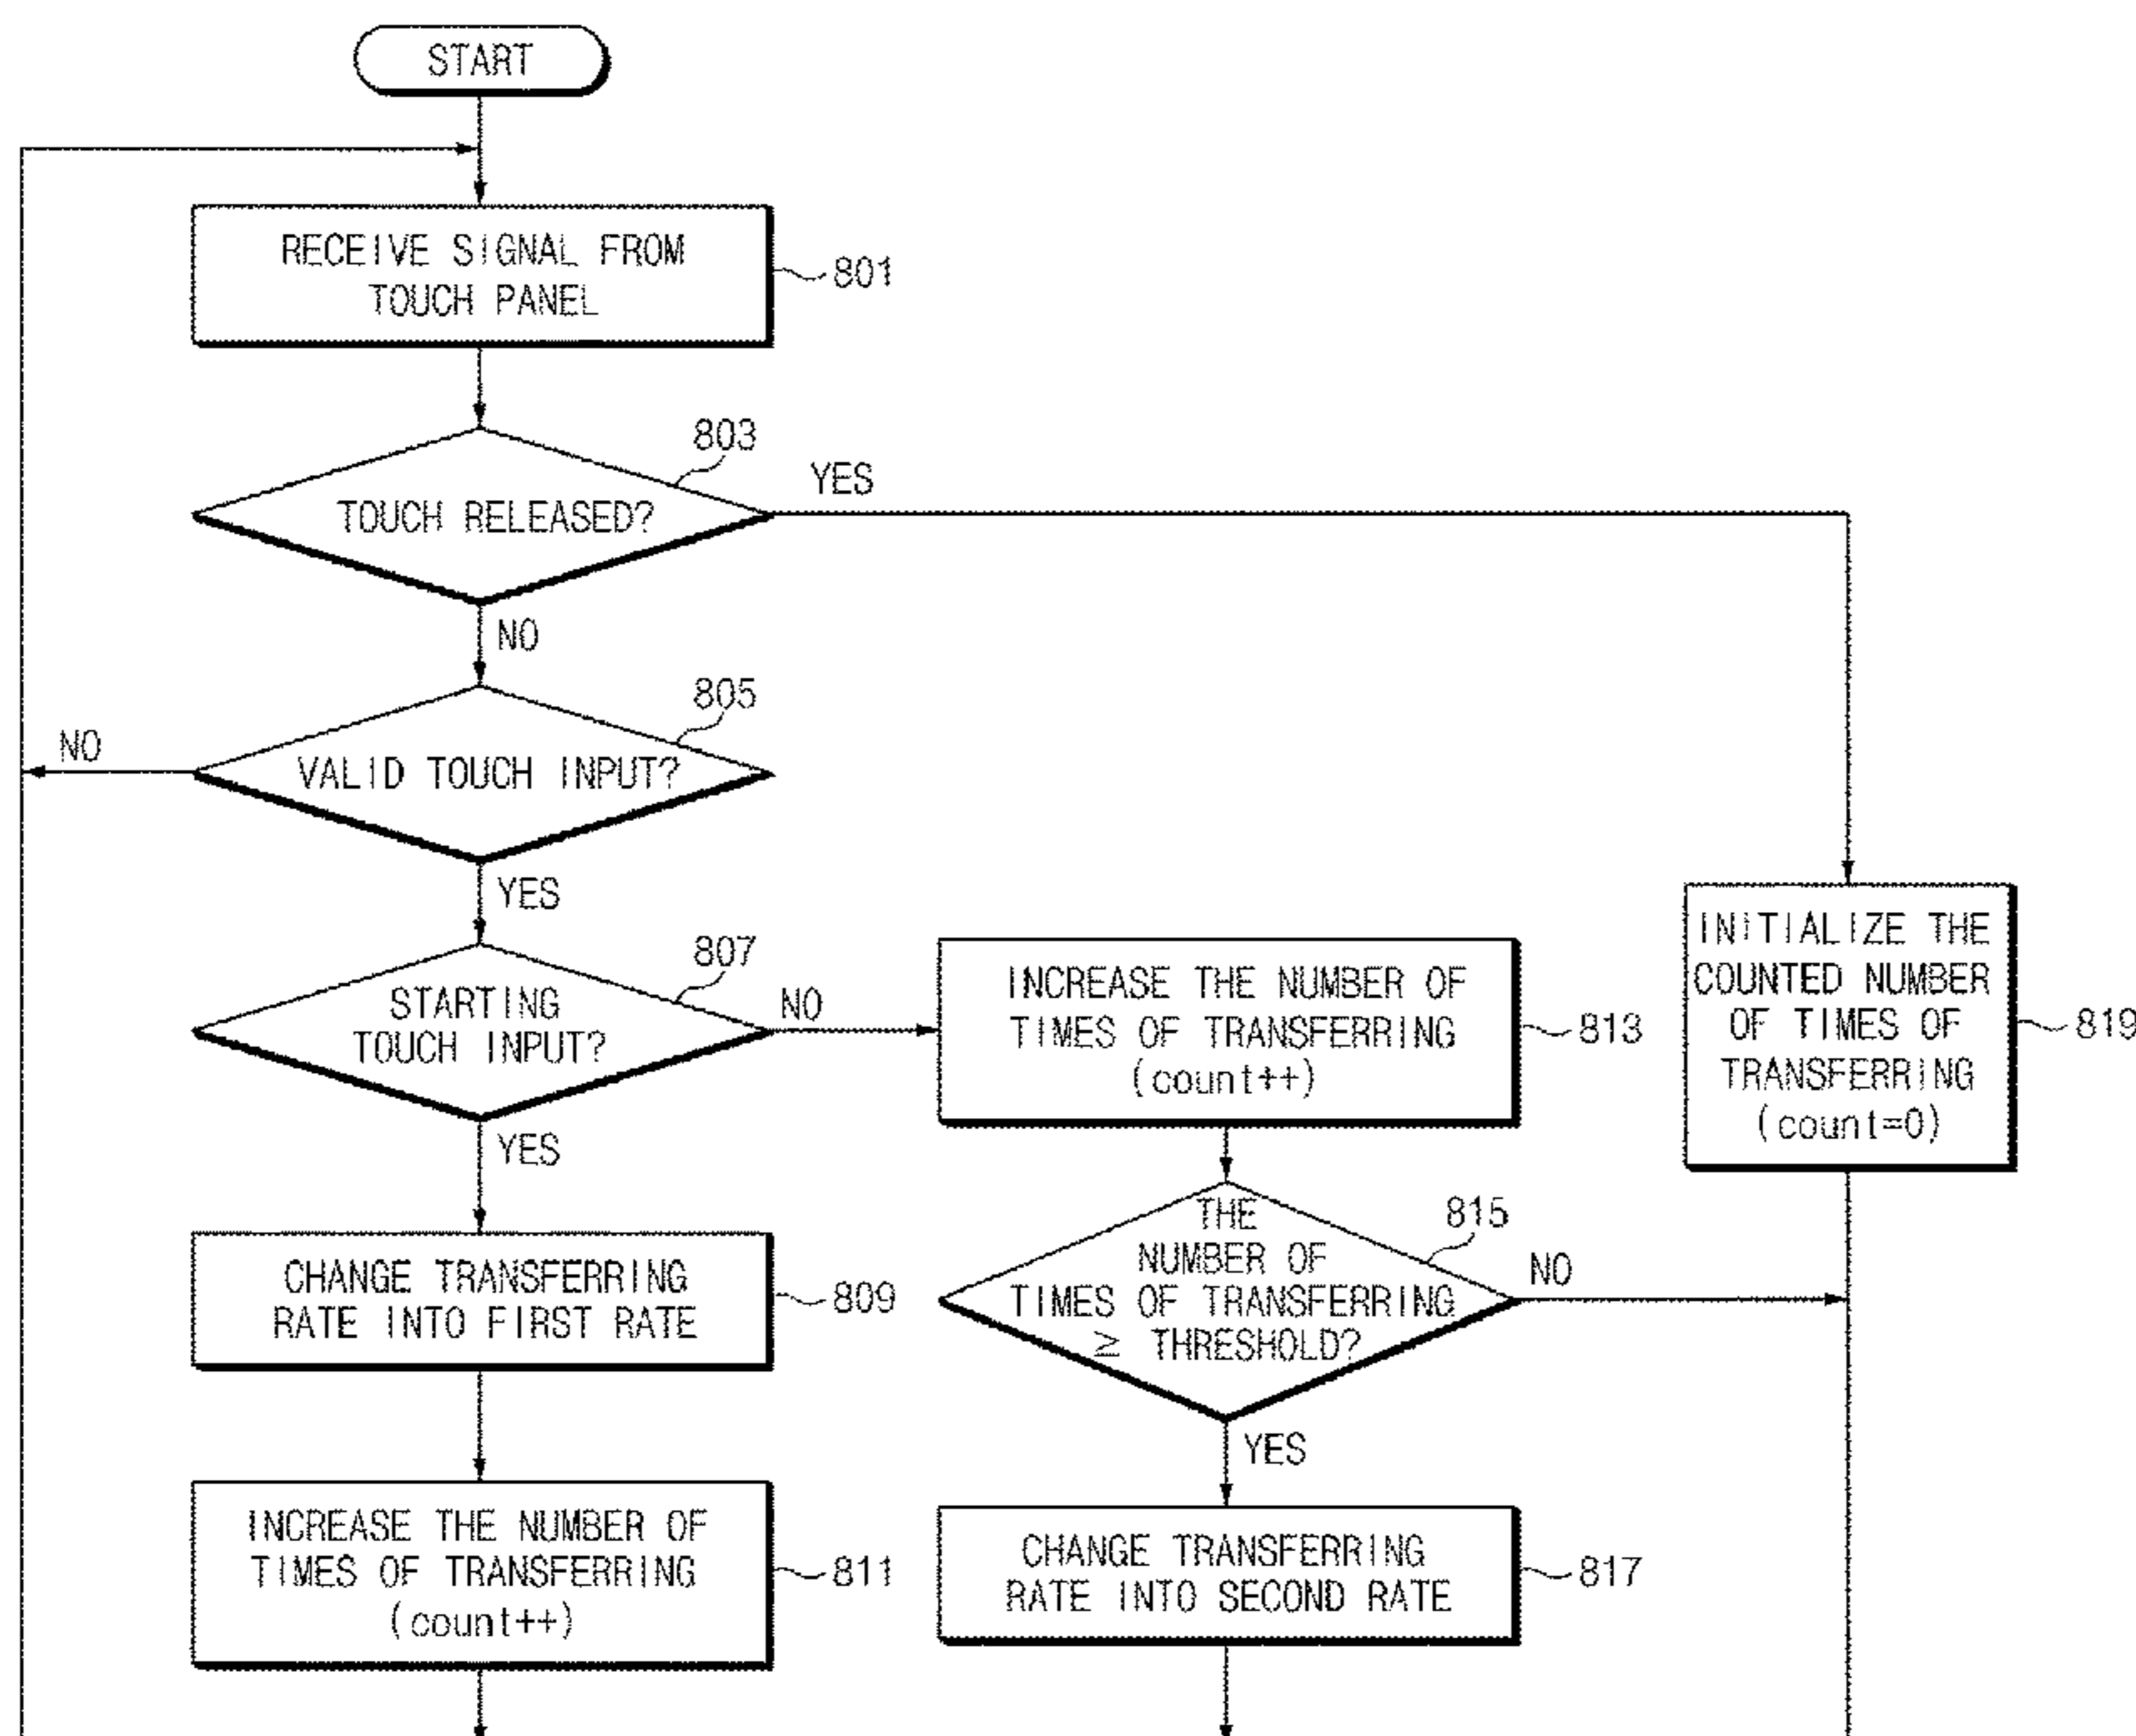 START
RECEIVE SIGNAL FROM
TOUCH PANEL
801
803
TOUCH RELEASED?
YES
NO
805
VALID TOUCH INPUT?
NO
YES
807
STARTING
TOUCH INPUT?
NO
YES
INCREASE THE NUMBER OF
TIMES OF TRANSFERRING
(count++)
813
INITIALIZE THE
COUNTED NUMBER
OF TIMES OF
TRANSFERRING
(count=0)
819
815
THE
NUMBER OF
TIMES OF TRANSFERRING
≥ THRESHOLD?
NO
YES
CHANGE TRANSFERRING
RATE INTO FIRST RATE
809
INCREASE THE NUMBER OF
TIMES OF TRANSFERRING
(count++)
811
CHANGE TRANSFERRING
RATE INTO SECOND RATE
817